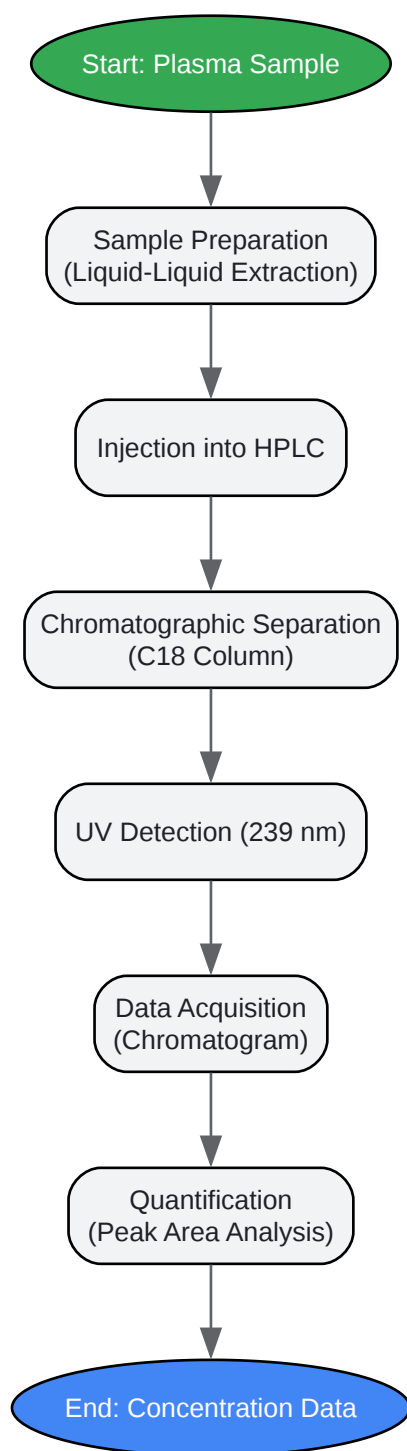 Start: Plasma Sample
Sample Preparation
(Liquid-Liquid Extraction)
Injection into HPLC
Chromatographic Separation
(C18 Column)
UV Detection (239 nm)
Data Acquisition
(Chromatogram)
Quantification
(Peak Area Analysis)
End: Concentration Data